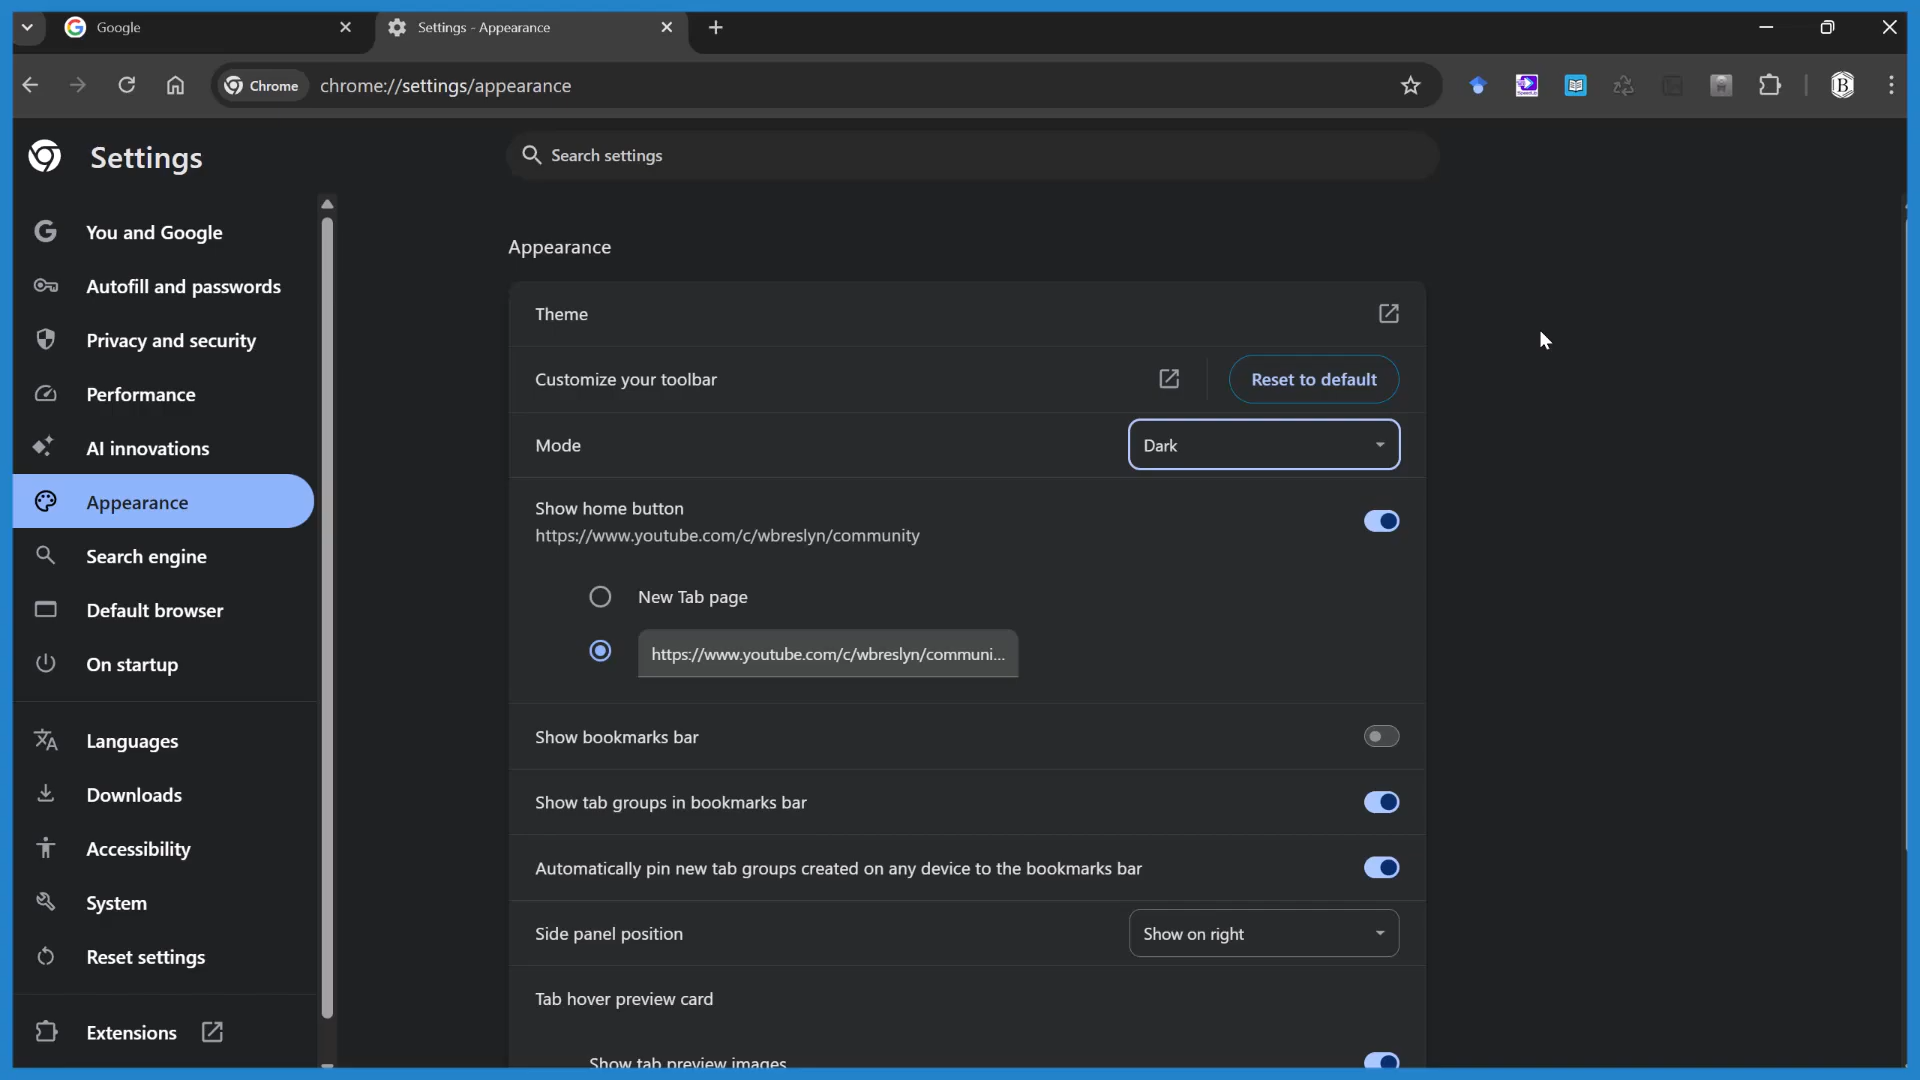 Google
Settings - Appearance
Chrome
chrome://settings/appearance
Settings
Search settings
You and Google
Autofill and passwords
Privacy and security
Performance
AI innovations
Appearance
Search engine
Default browser
On startup
Languages
Downloads
Accessibility
System
Reset settings
Extensions
Appearance
Theme
Customize your toolbar
Reset to default
Mode
Dark
Show home button
https://www.youtube.com/c/wbreslyn/community
New Tab page
https://www.youtube.com/c/wbreslyn/communi...
Show bookmarks bar
Show tab groups in bookmarks bar
Automatically pin new tab groups created on any device to the bookmarks bar
Side panel position
Show on right
Tab hover preview card
Show tab preview images